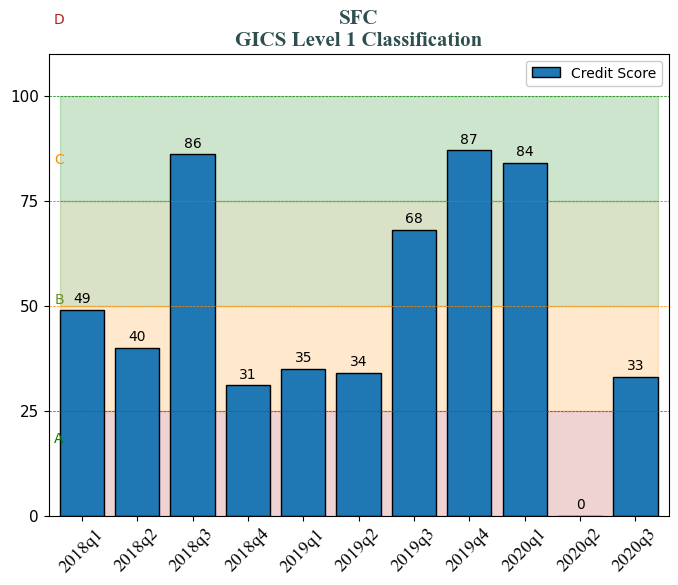 D
SFC
GICS Level 1 Classification
Credit Score
100
86
87
84
C
75
68
50
B
49
40
31
35
34
33
25
A
0
0
2018q1
2018q2
2018q3
2018q4
2019q1
2019q2
2019q3
2019q4
2020q1
2020q2
2020q3